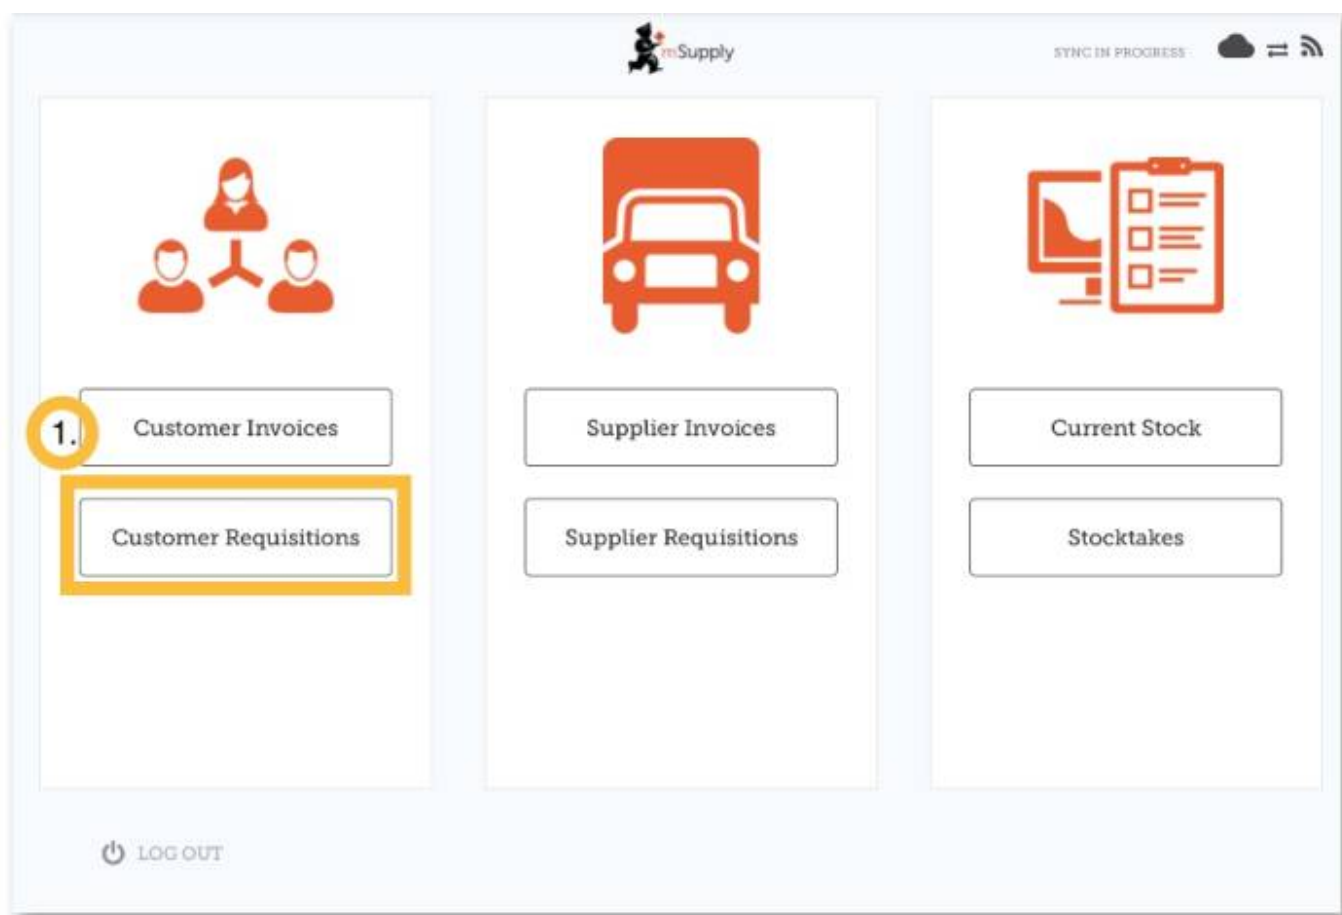 mSupply
SYNC IN PROGRESS
1.
Customer Invoices
Customer Requisitions
Supplier Invoices
Supplier Requisitions
Current Stock
Stocktakes
LOG OUT